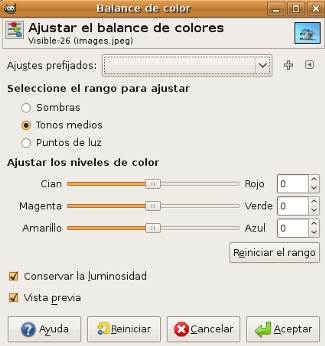 Balance de color
Ajustar el balance de colores
Visible-26 (images.jpeg)
Ajustes prefijados:
Seleccione el rango para ajustar
Sombras
Tonos medios
Puntos de luz
Ajustar los niveles de color
Cian Rojo 0
Magenta Verde 0
Amarillo Azul 0
Reiniciar el rango
Conservar la luminosidad
Vista previa
Ayuda Reiniciar Cancelar Aceptar